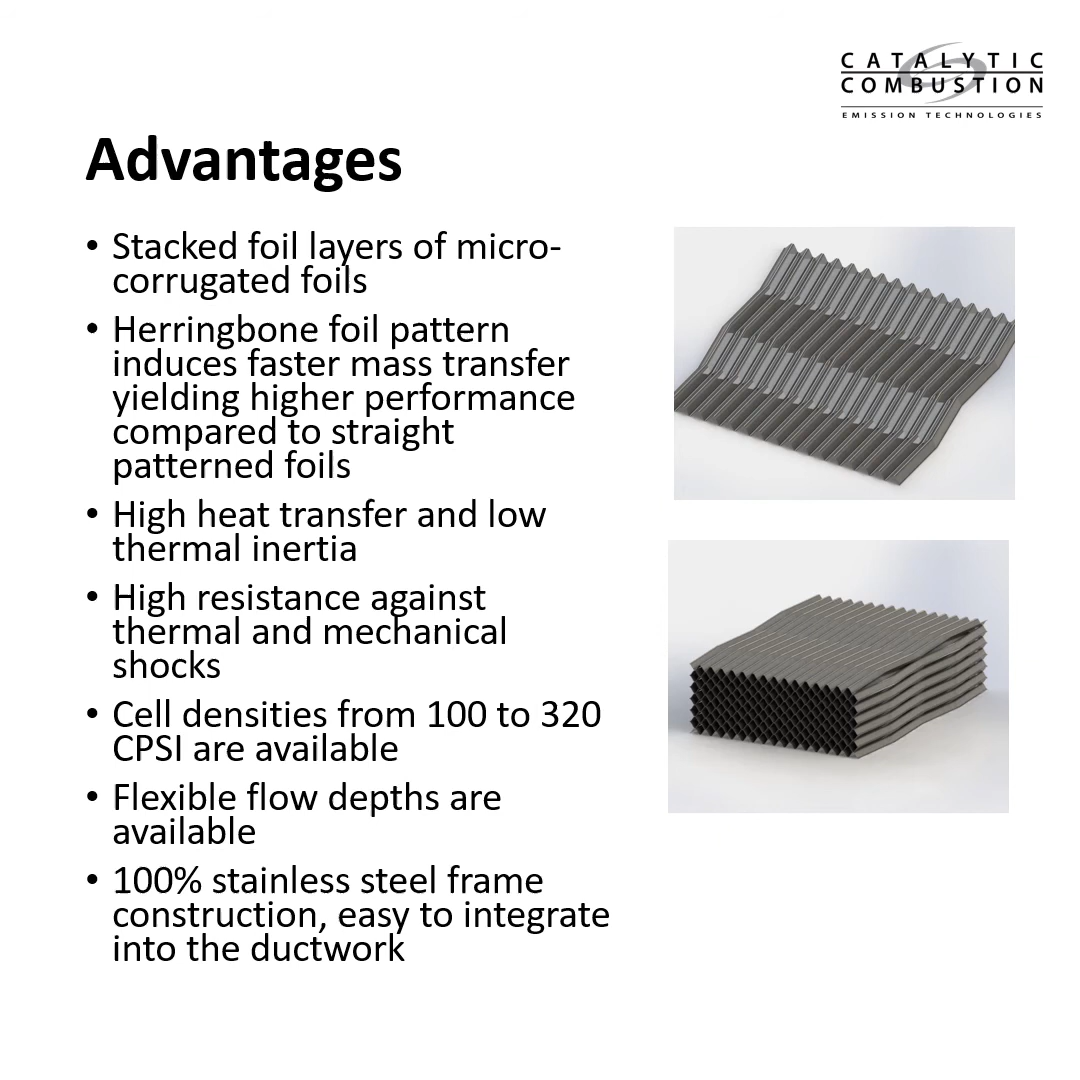 CATALYTIC
COMBUSTION
EMISSION TECHNOLOGIES
Advantages
• Stacked foil layers of micro-
corrugated foils
• Herringbone foil pattern
induces faster mass transfer
yielding higher performance
compared to straight
patterned foils
• High heat transfer and low
thermal inertia
• High resistance against
thermal and mechanical
shocks
• Cell densities from 100 to 320
CPSI are available
• Flexible flow depths are
available
• 100% stainless steel frame
construction, easy to integrate
into the ductwork